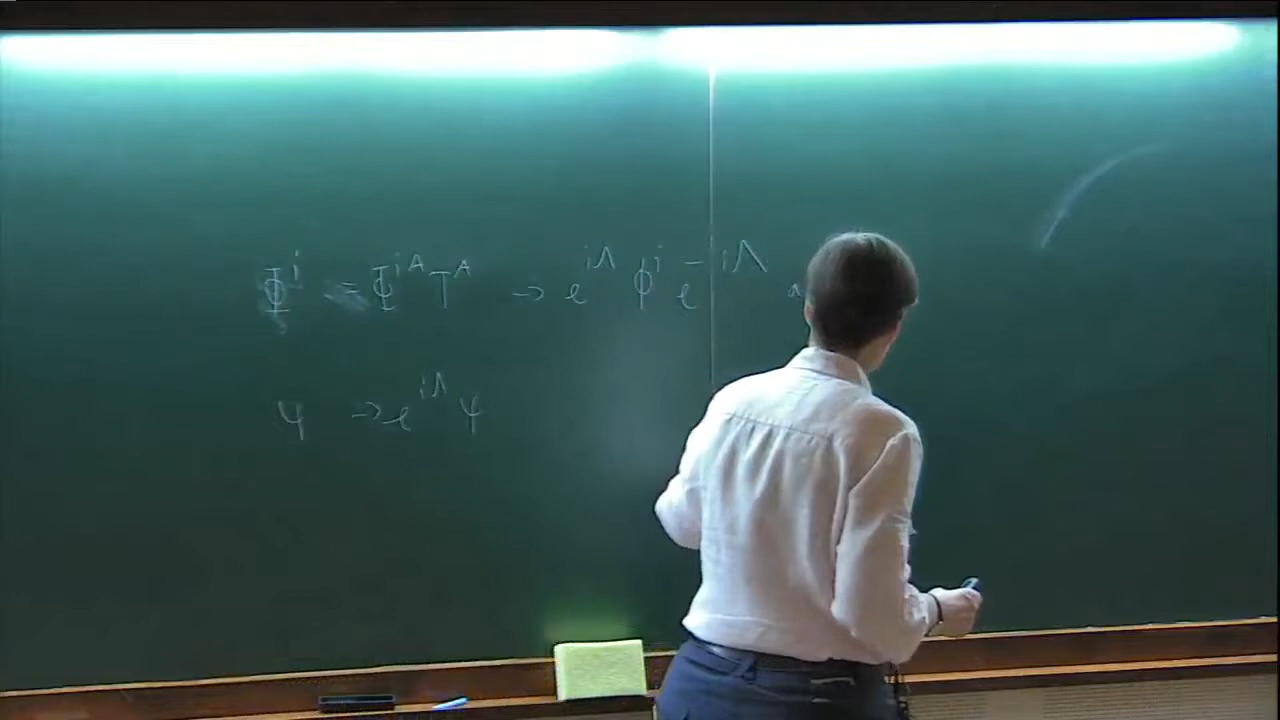 Φ^i = Φ^{iA} T^A → e^{iΛ} ϕ^i e^{-iΛ}
ψ → e^{iΛ} ψ